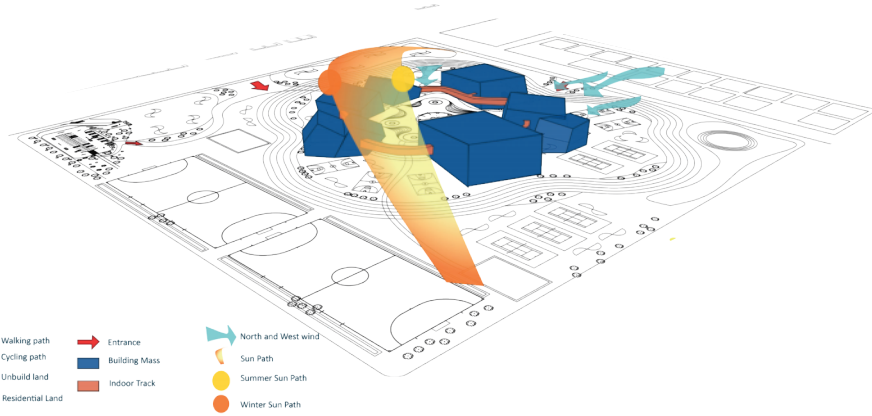 Walking path
Cycling path
Unbuild land
Residential Land
Entrance
Building Mass
Indoor Track
North and West wind
Sun Path
Summer Sun Path
Winter Sun Path